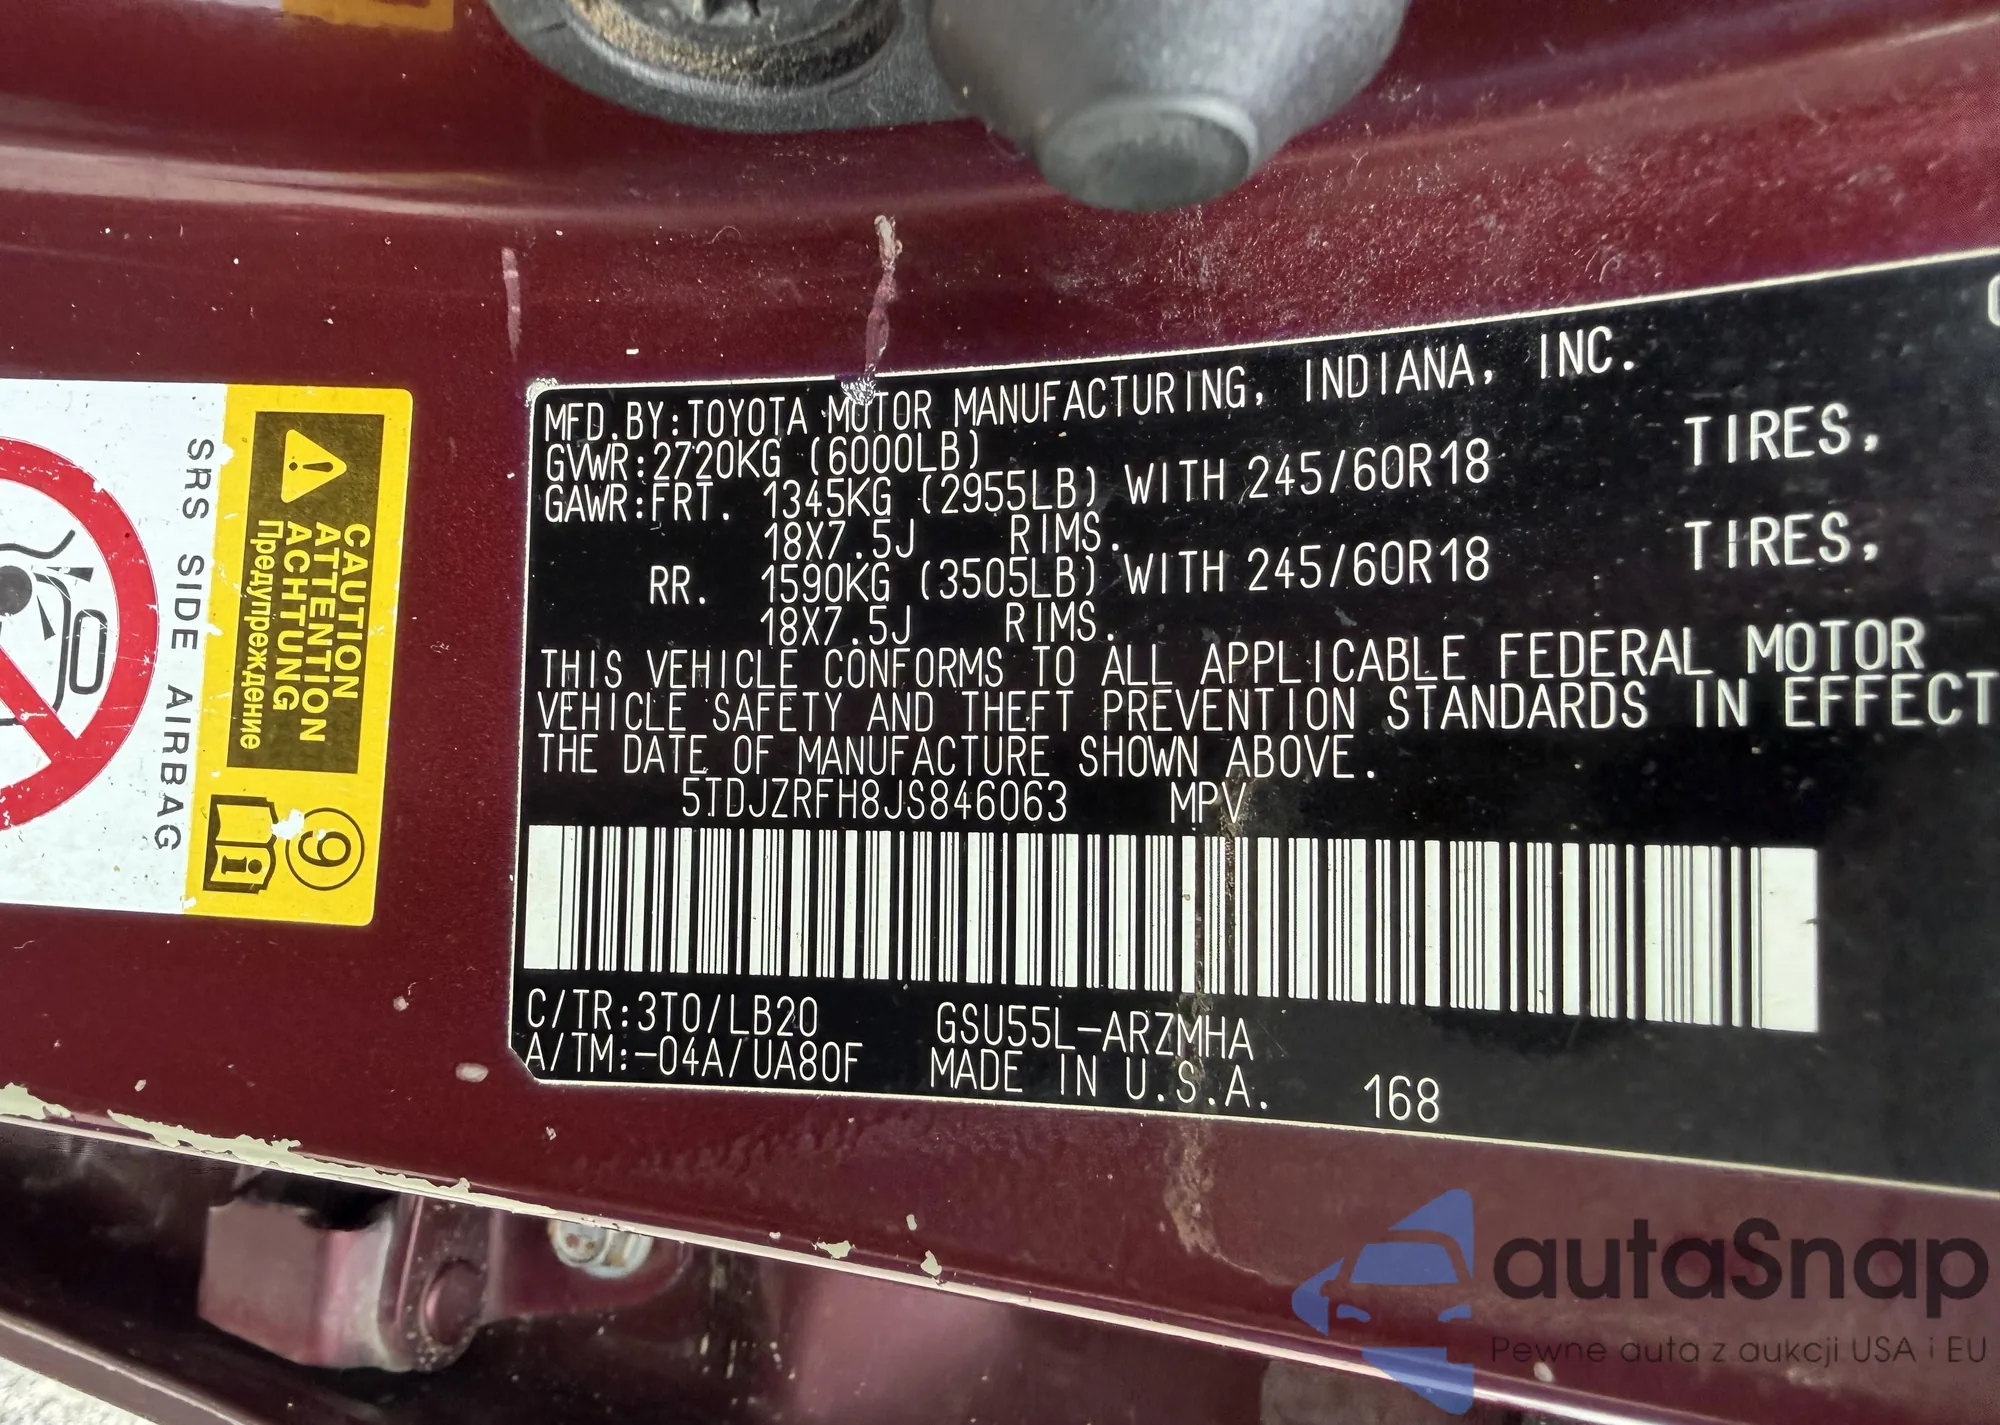 MFD.BY:TOYOTA MOTOR MANUFACTURING, INDIANA, INC.
GVWR:2720KG (6000LB)
GAWR:FRT. 1345KG (2955LB) WITH 245/60R18 TIRES,
18X7.5J RIMS.
RR. 1590KG (3505LB) WITH 245/60R18 TIRES,
18X7.5J RIMS.
THIS VEHICLE CONFORMS TO ALL APPLICABLE FEDERAL MOTOR
VEHICLE SAFETY AND THEFT PREVENTION STANDARDS IN EFFECT
THE DATE OF MANUFACTURE SHOWN ABOVE.
5TDJZRFH8JS846063 MPV
C/TR:3T0/LB20 GSU55L-ARZMHA
A/TM:-04A/UA80F MADE IN U.S.A. 168
CAUTION
ATTENTION
ACHTUNG
Предупреждение
SRS SIDE AIRBAG
9
i
autaSnap
Pewne auta z aukcji USA i EU